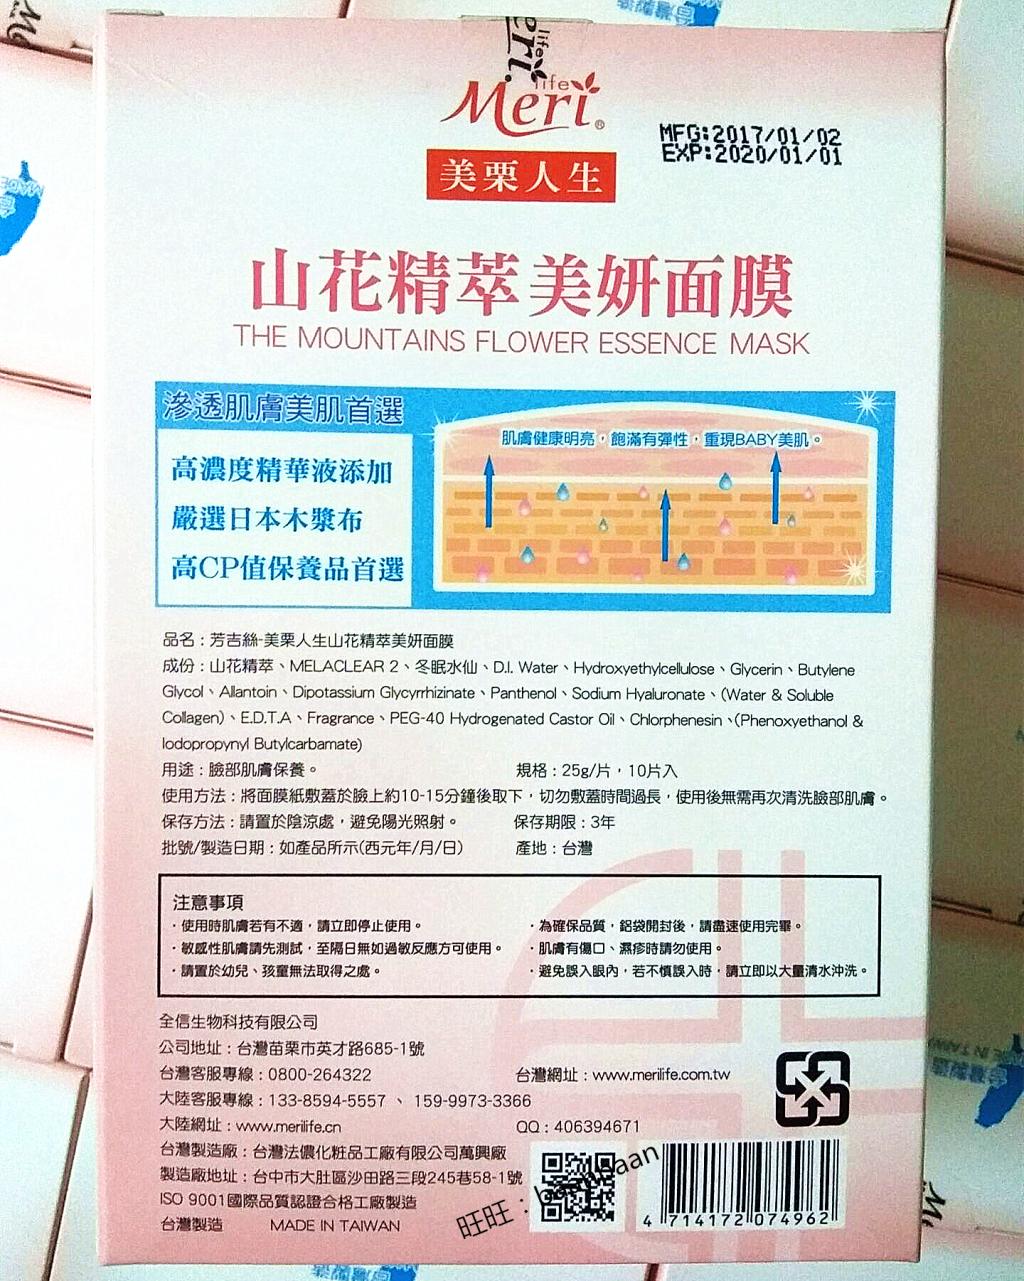 life
Meri®
美栗人生
MFG:2017/01/02
EXP:2020/01/01
山花精萃美妍面膜
THE MOUNTAINS FLOWER ESSENCE MASK
滲透肌膚美肌首選
高濃度精華液添加
嚴選日本木漿布
高CP值保養品首選
肌膚健康明亮，飽滿有彈性，重現BABY美肌。
品名：芳吉絲-美栗人生山花精萃美妍面膜
成份：山花精萃、MELACLEAR 2、冬眠水仙、D.I. Water、Hydroxyethylcellulose、Glycerin、Butylene
Glycol、Allantoin、Dipotassium Glycyrrhizinate、Panthenol、Sodium Hyaluronate、(Water & Soluble
Collagen)、E.D.T.A、Fragrance、PEG-40 Hydrogenated Castor Oil、Chlorphenesin、(Phenoxyethanol &
Iodopropynyl Butylcarbamate)
用途：臉部肌膚保養。 規格：25g/片，10片入
使用方法：將面膜紙敷蓋於臉上約10-15分鐘後取下，切勿敷蓋時間過長，使用後無需再次清洗臉部肌膚。
保存方法：請置於陰涼處，避免陽光照射。 保存期限：3年
批號/製造日期：如產品所示(西元年/月/日) 產地：台灣
注意事項
·使用時肌膚若有不適，請立即停止使用。 ·為確保品質，鋁袋開封後，請盡速使用完畢。
·敏感性肌膚請先測試，至隔日無如過敏反應方可使用。 ·肌膚有傷口、濕疹時請勿使用。
·請置於幼兒、孩童無法取得之處。 ·避免誤入眼內，若不慎誤入時，請立即以大量清水沖洗。
全信生物科技有限公司
公司地址：台灣苗栗市英才路685-1號
台灣客服專線：0800-264322 台灣網址：www.merilife.com.tw
大陸客服專線：133-8594-5557 、 159-9973-3366
大陸網址：www.merilife.cn QQ：406394671
台灣製造廠：台灣法儂化粧品工廠有限公司萬興廠
製造廠地址：台中市大肚區沙田路三段245巷58-1號
ISO 9001國際品質認證合格工廠製造
台灣製造 MADE IN TAIWAN
旺旺：
4 714172 074962